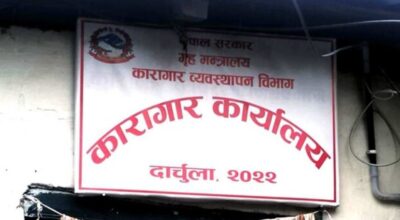 नेपाल सरकार
गृह मन्त्रालय
कारागार व्यवस्थापन विभाग
कारागार कार्यालय
दार्चुला, २०२२